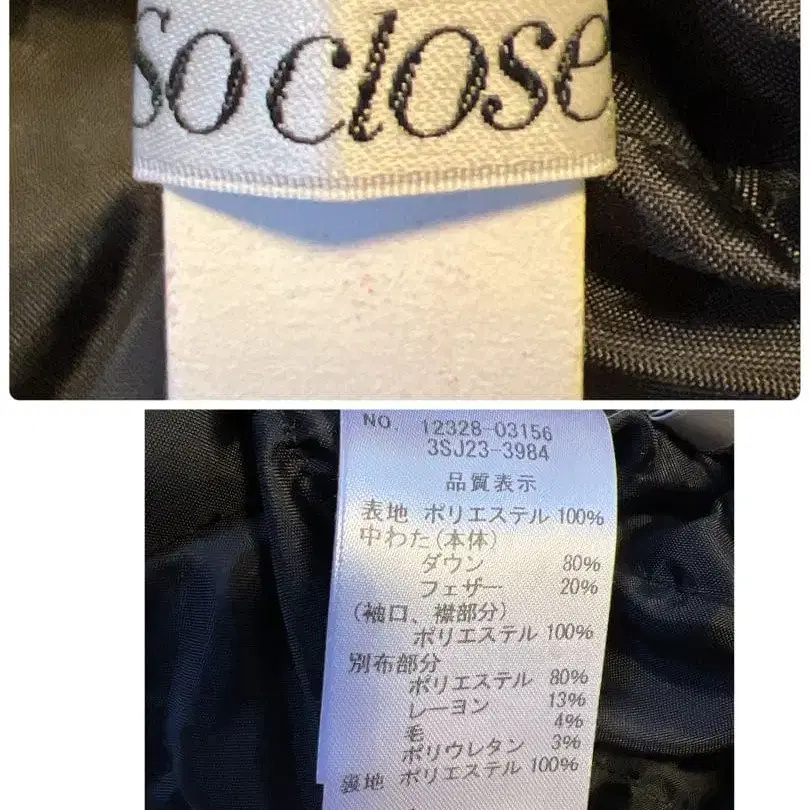 so close
NO. 12328-03156
3SJ23-3984
品質表示
表地 ポリエステル 100%
中わた(本体)
ダウン 80%
フェザー 20%
(袖口、襟部分)
ポリエステル 100%
別布部分
ポリエステル 80%
レーヨン 13%
毛 4%
ポリウレタン 3%
裏地 ポリエステル 100%